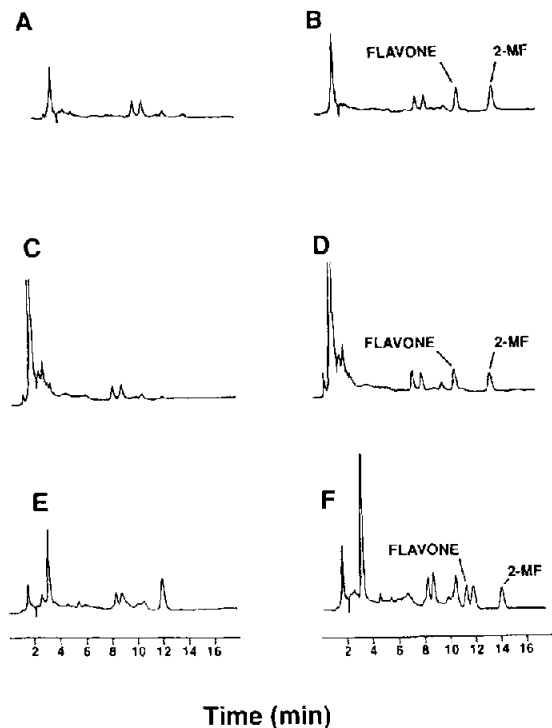 A
B
FLAVONE
2-MF
C
D
FLAVONE
2-MF
E
F
FLAVONE
2-MF
2 4 6 8 10 12 14 16
2 4 6 8 10 12 14 16
Time (min)